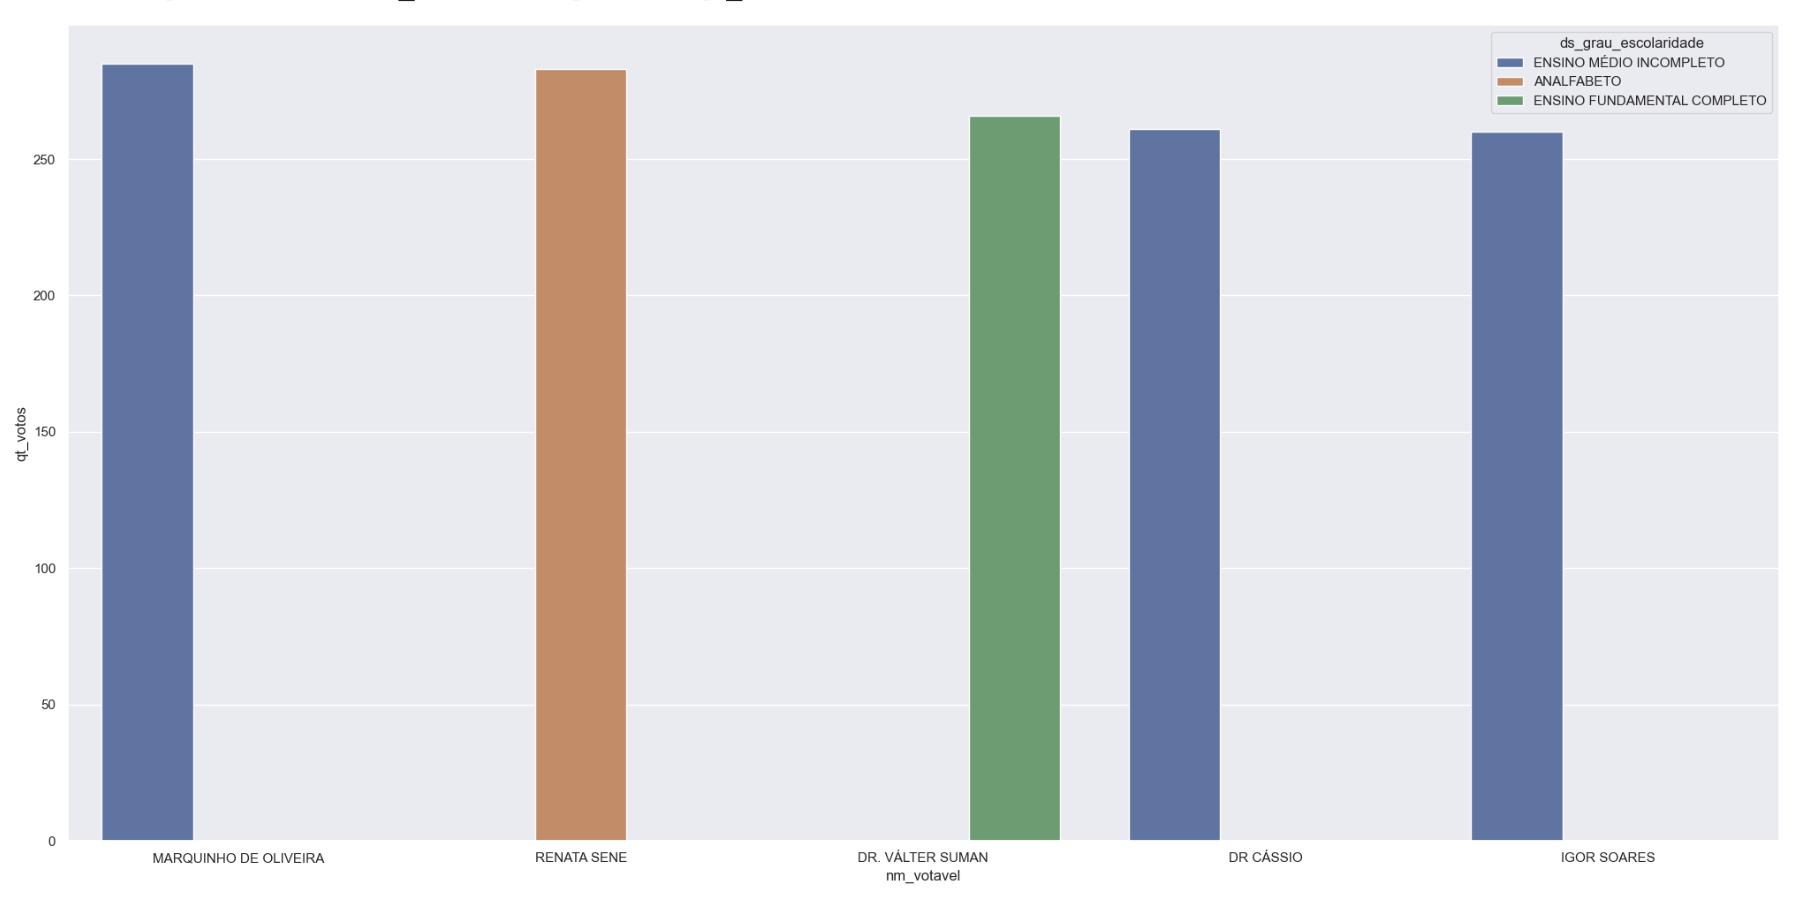 ds_grau_escolaridade
ENSINO MÉDIO INCOMPLETO
ANALFABETO
ENSINO FUNDAMENTAL COMPLETO
250
200
150
100
50
0
qt_votos
MARQUINHO DE OLIVEIRA RENATA SENE DR. VÁLTER SUMAN DR CÁSSIO IGOR SOARES
nm_votavel